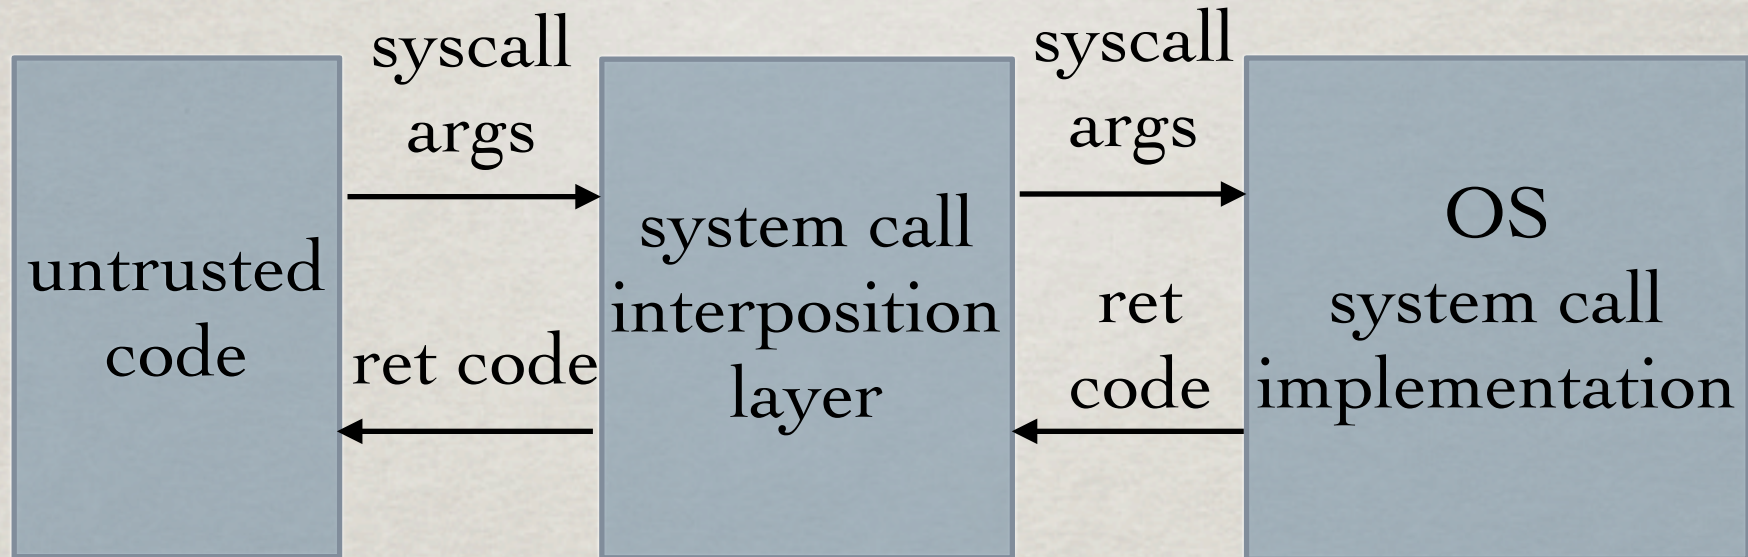 untrusted
code
syscall
args
ret code
system call
interposition
layer
syscall
args
ret
code
OS
system call
implementation